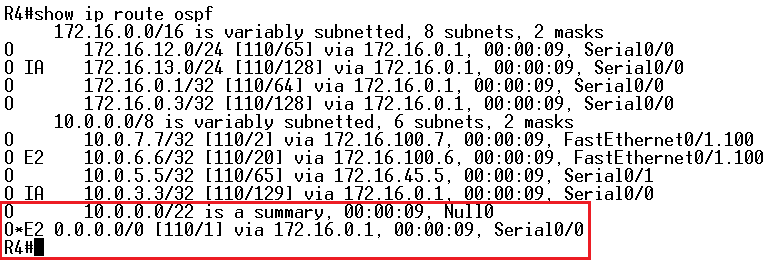 R4#show ip route ospf
     172.16.0.0/16 is variably subnetted, 8 subnets, 2 masks
O       172.16.12.0/24 [110/65] via 172.16.0.1, 00:00:09, Serial0/0
O IA    172.16.13.0/24 [110/128] via 172.16.0.1, 00:00:09, Serial0/0
O       172.16.0.1/32 [110/64] via 172.16.0.1, 00:00:09, Serial0/0
O       172.16.0.3/32 [110/128] via 172.16.0.1, 00:00:09, Serial0/0
     10.0.0.0/8 is variably subnetted, 6 subnets, 2 masks
O       10.0.7.7/32 [110/2] via 172.16.100.7, 00:00:09, FastEthernet0/1.100
O E2    10.0.6.6/32 [110/20] via 172.16.100.6, 00:00:09, FastEthernet0/1.100
O       10.0.5.5/32 [110/65] via 172.16.45.5, 00:00:09, Serial0/1
O IA    10.0.3.3/32 [110/129] via 172.16.0.1, 00:00:09, Serial0/0
O       10.0.0.0/22 is a summary, 00:00:09, Null0
O*E2 0.0.0.0/0 [110/1] via 172.16.0.1, 00:00:09, Serial0/0
R4#